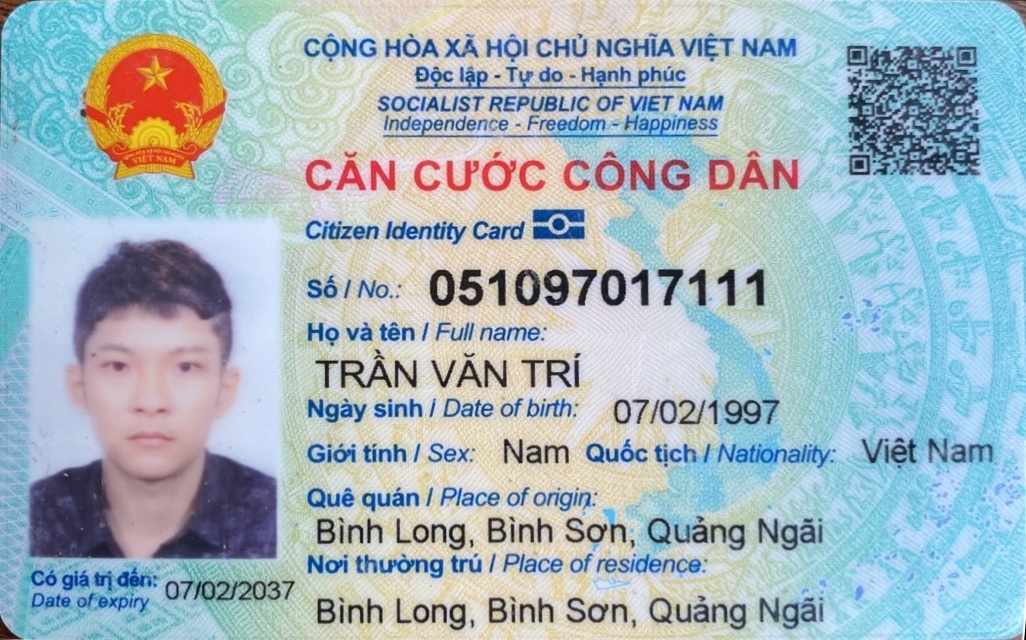 CỘNG HÒA XÃ HỘI CHỦ NGHĨA VIỆT NAM
Độc lập - Tự do - Hạnh phúc
SOCIALIST REPUBLIC OF VIET NAM
Independence - Freedom - Happiness
CĂN CƯỚC CÔNG DÂN
Citizen Identity Card
VIỆT NAM
Số / No.: 051097017111
Họ và tên / Full name:
TRẦN VĂN TRÍ
Ngày sinh / Date of birth: 07/02/1997
Giới tính / Sex: Nam Quốc tịch / Nationality: Việt Nam
Quê quán / Place of origin:
Bình Long, Bình Sơn, Quảng Ngãi
Nơi thường trú / Place of residence:
Bình Long, Bình Sơn, Quảng Ngãi
Có giá trị đến: 07/02/2037
Date of expiry